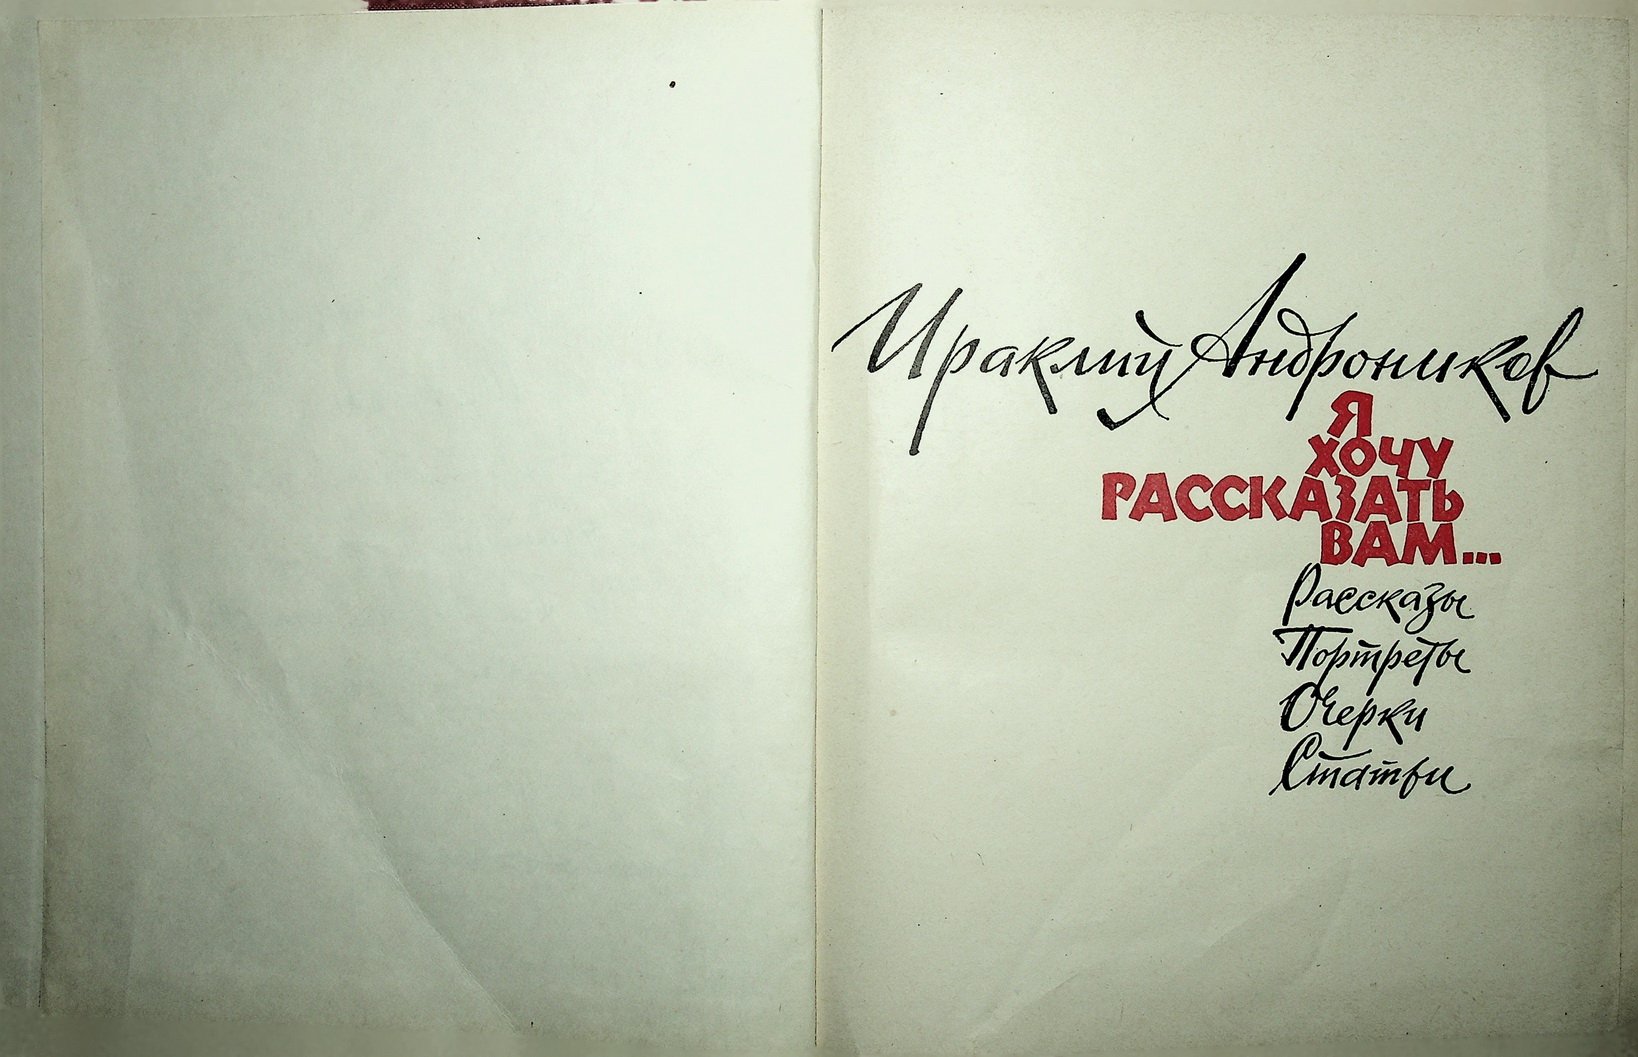 Ираклий Андроников
Я
ХОЧУ
РАССКАЗАТЬ
ВАМ...
Рассказы
Портреты
Очерки
Статьи